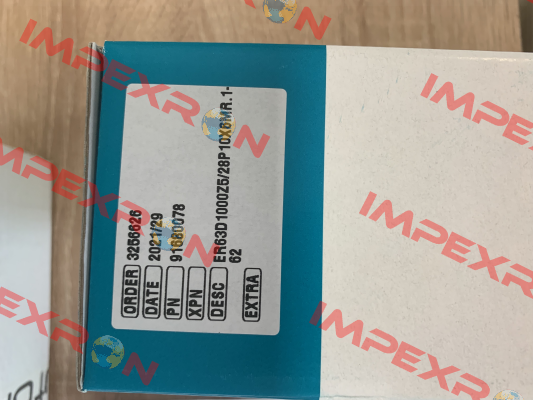 ORDER 3256626
DATE 2021/29
PN 91680078
XPN
DESC ER63D1000Z5/28P10X6MR.1-
62
EXTRA
IMPEXRON
IMPEXRON
IMPEXRON
IMPEXRON
IMPEXRON